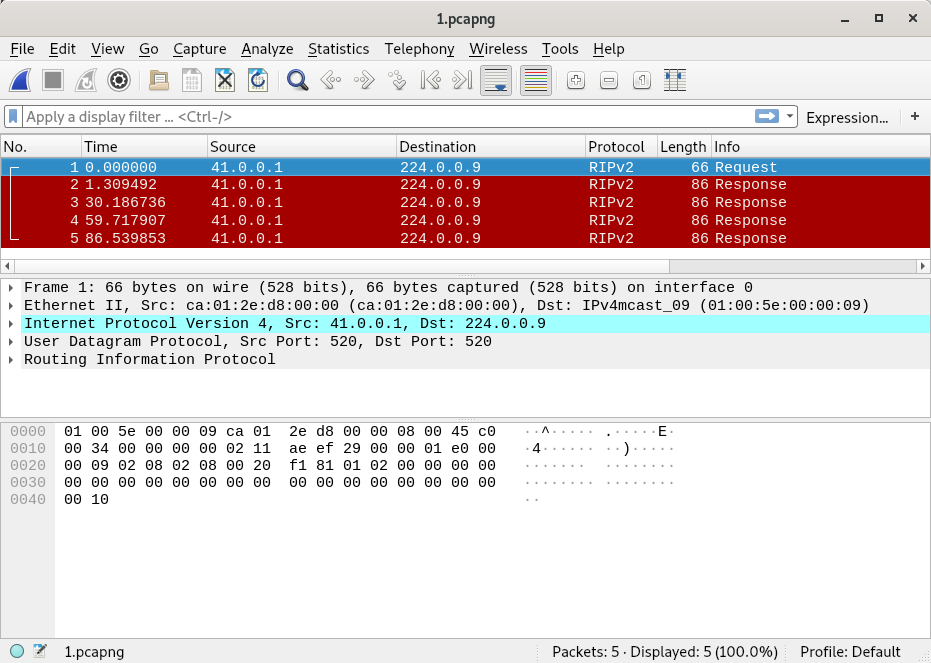 1.pcapng
File Edit View Go Capture Analyze Statistics Telephony Wireless Tools Help
Apply a display filter ... <Ctrl-/> Expression... +
No. Time Source Destination Protocol Length Info
1 0.000000 41.0.0.1 224.0.0.9 RIPv2 66 Request
2 1.309492 41.0.0.1 224.0.0.9 RIPv2 86 Response
3 30.186736 41.0.0.1 224.0.0.9 RIPv2 86 Response
4 59.717907 41.0.0.1 224.0.0.9 RIPv2 86 Response
5 86.539853 41.0.0.1 224.0.0.9 RIPv2 86 Response
Frame 1: 66 bytes on wire (528 bits), 66 bytes captured (528 bits) on interface 0
Ethernet II, Src: ca:01:2e:d8:00:00 (ca:01:2e:d8:00:00), Dst: IPv4mcast_09 (01:00:5e:00:00:09)
Internet Protocol Version 4, Src: 41.0.0.1, Dst: 224.0.0.9
User Datagram Protocol, Src Port: 520, Dst Port: 520
Routing Information Protocol
0000 01 00 5e 00 00 09 ca 01 2e d8 00 00 08 00 45 c0 ··^····· .·····E·
0010 00 34 00 00 00 00 02 11 ae ef 29 00 00 01 e0 00 ·4······ ··)·····
0020 00 09 02 08 02 08 00 20 f1 81 01 02 00 00 00 00 ······· ········
0030 00 00 00 00 00 00 00 00 00 00 00 00 00 00 00 00 ········ ········
0040 00 10 ··
1.pcapng Packets: 5 · Displayed: 5 (100.0%) Profile: Default